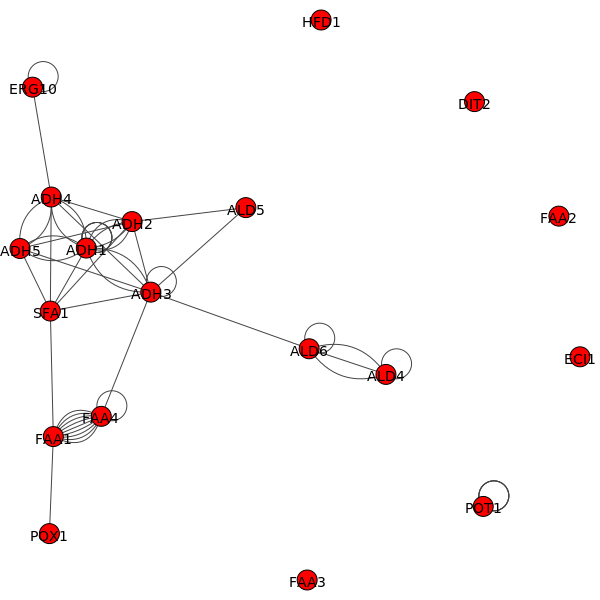 HFD1
ERG10
DIT2
ADH4
ALD5
FAA2
ADH2
ADH5
ADH1
ADH3
SFA1
ALD6
ECI1
ALD4
FAA4
FAA1
POT1
POX1
FAA3